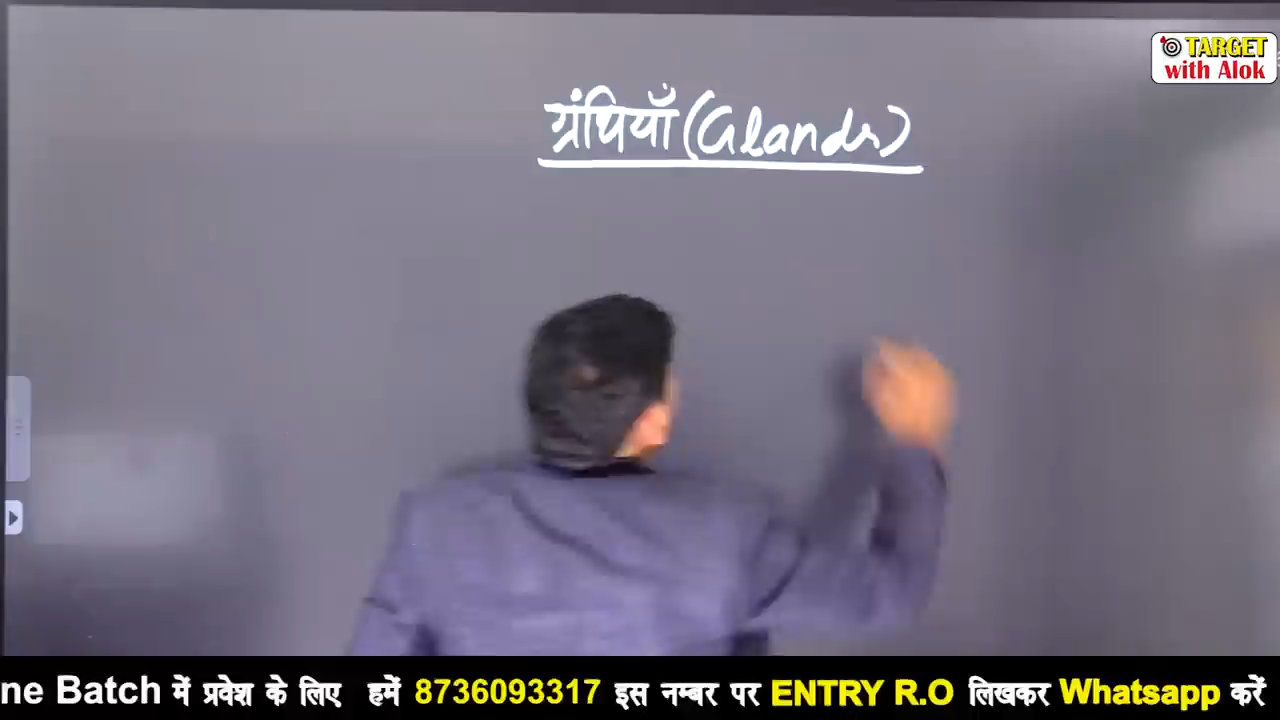 TARGET
with Alok
ग्रंथियाँ (Glands)
ne Batch में प्रवेश के लिए हमें 8736093317 इस नम्बर पर ENTRY R.O लिखकर Whatsapp करें